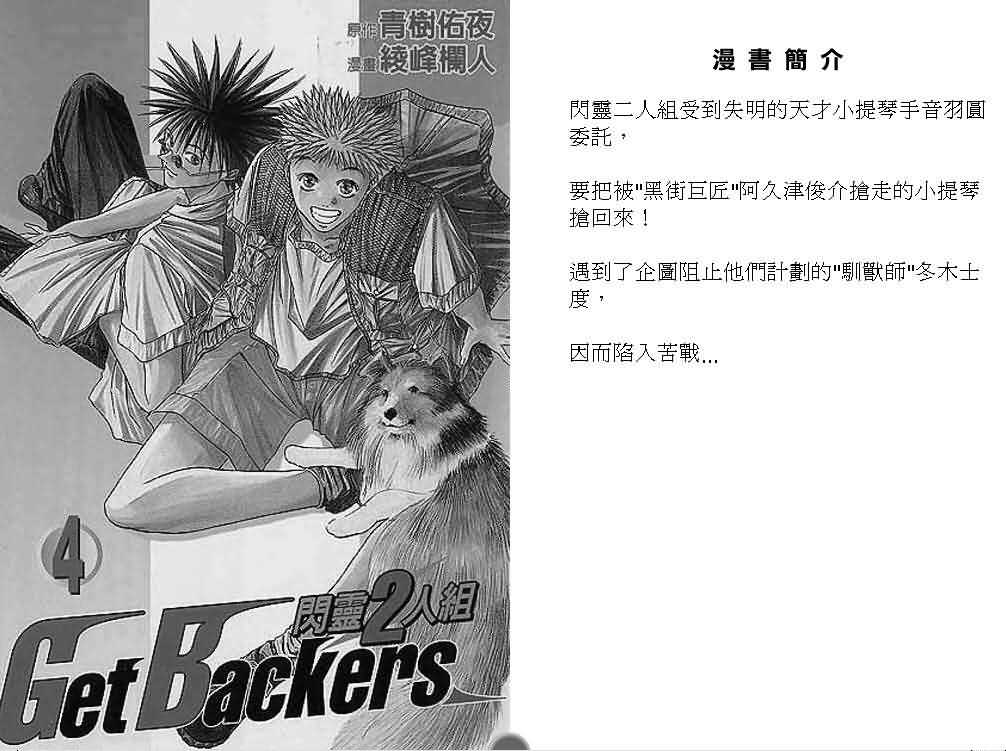 原作 青樹佑夜
漫畫 綾峰欄人
4
閃靈2人組
Get Backers
漫書簡介
閃靈二人組受到失明的天才小提琴手音羽圓
委託，
要把被"黑街巨匠"阿久津俊介搶走的小提琴
搶回來！
遇到了企圖阻止他們計劃的"馴獸師"冬木士
度，
因而陷入苦戰...